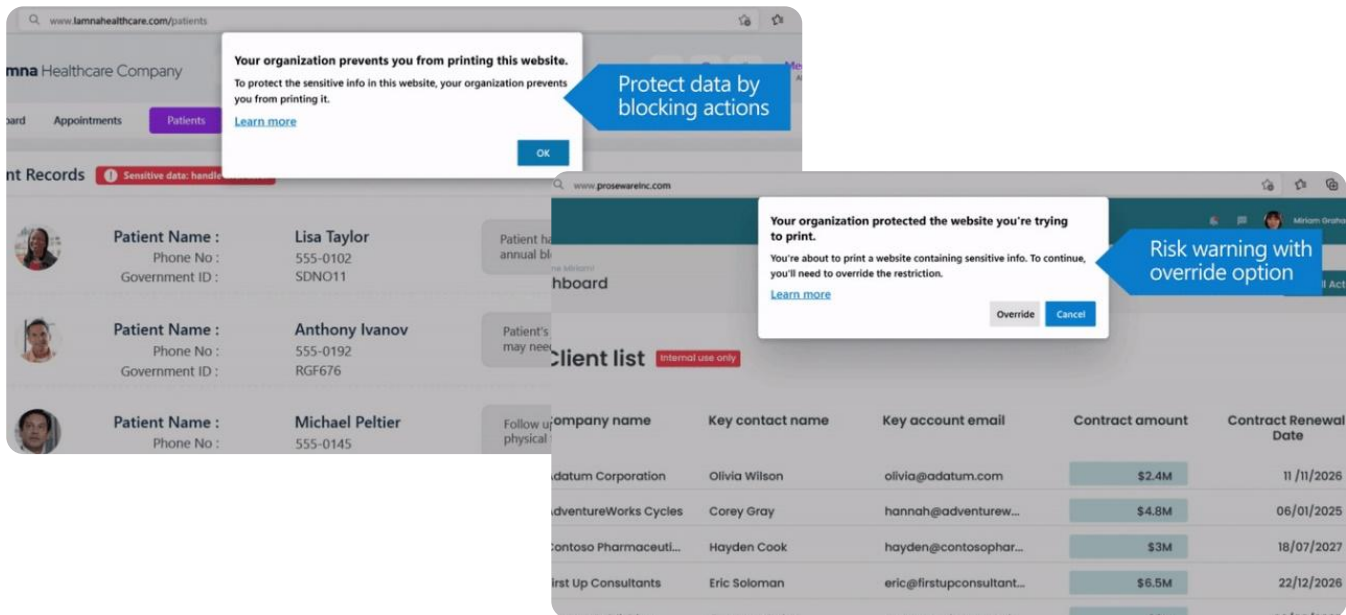 www.lamnahealthcare.com/patients
mna Healthcare Company
Your organization prevents you from printing this website.
To protect the sensitive info in this website, your organization prevents
you from printing it.
Learn more
OK
Protect data by
blocking actions
Appointments
Patients
nt Records
Sensitive data: handle
Patient Name :
Lisa Taylor
Phone No :
555-0102
Government ID :
SDNO11
Patient Name :
Anthony Ivanov
Phone No :
555-0192
Government ID :
RGF676
Patient Name :
Michael Peltier
Phone No :
555-0145
Patient ha
annual bl
Patient's
may nee
Follow u
physical
www.prosewareinc.com
Miriam Graha
hboard
Your organization protected the website you're trying
to print.
You're about to print a website containing sensitive info. To continue,
you'll need to override the restriction.
Learn more
Override
Cancel
Risk warning with
override option
Client list
Internal use only
ompany name Key contact name Key account email Contract amount Contract Renewal
Date
datum Corporation Olivia Wilson olivia@adatum.com $2.4M 11 /11/2026
dventureWorks Cycles Corey Gray hannah@adventurew... $4.8M 06/01/2025
ontoso Pharmaceuti... Hayden Cook hayden@contosophar... $3M 18/07/2027
irst Up Consultants Eric Soloman eric@firstupconsultant... $6.5M 22/12/2026